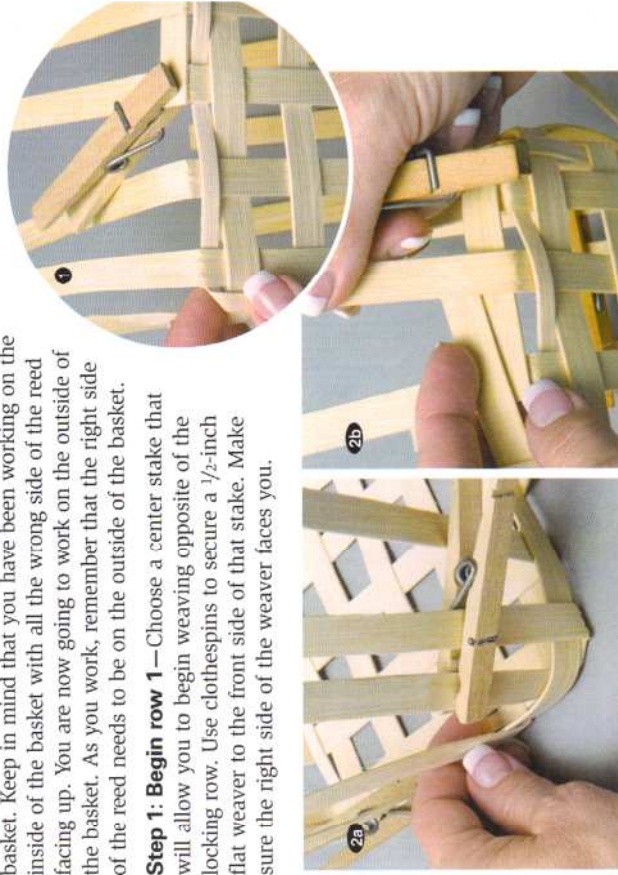 basket. Keep in mind that you have been working on the
inside of the basket with all the wrong side of the reed
facing up. You are now going to work on the outside of
the basket. As you work, remember that the right side
of the reed needs to be on the outside of the basket.
Step 1: Begin row 1—Choose a center stake that
will allow you to begin weaving opposite of the
locking row. Use clothespins to secure a 1/2-inch
flat weaver to the front side of that stake. Make
sure the right side of the weaver faces you.
1
2a
2b